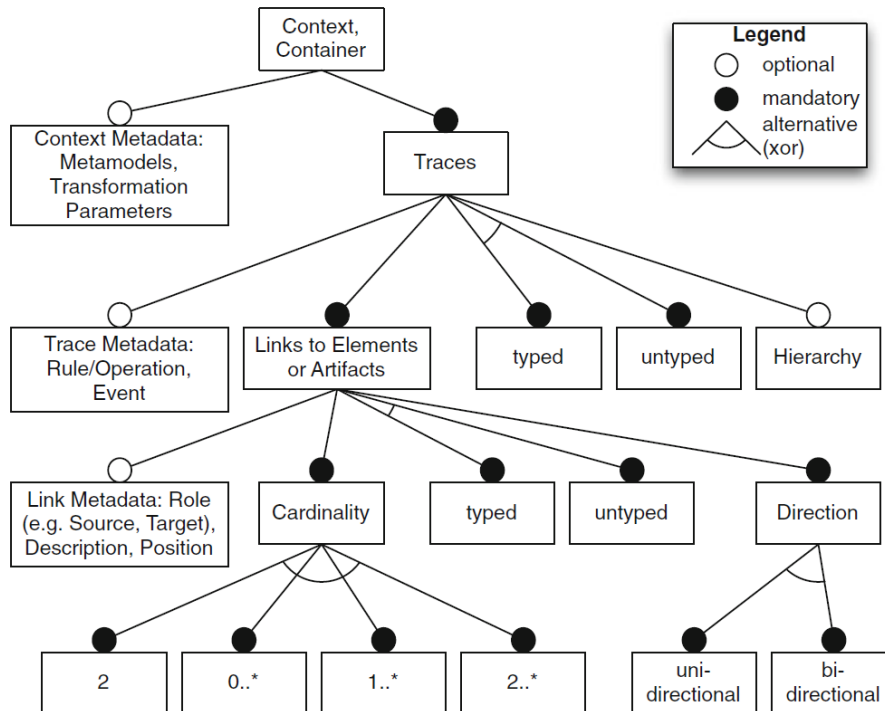 Context,
Container
Legend
optional
mandatory
alternative
(xor)
Context Metadata:
Metamodels,
Transformation
Parameters
Traces
Trace Metadata:
Rule/Operation,
Event
Links to Elements
or Artifacts
typed
untyped
Hierarchy
Link Metadata: Role
(e.g. Source, Target),
Description, Position
Cardinality
typed
untyped
Direction
2
0..*
1..*
2..*
uni-
directional
bi-
directional